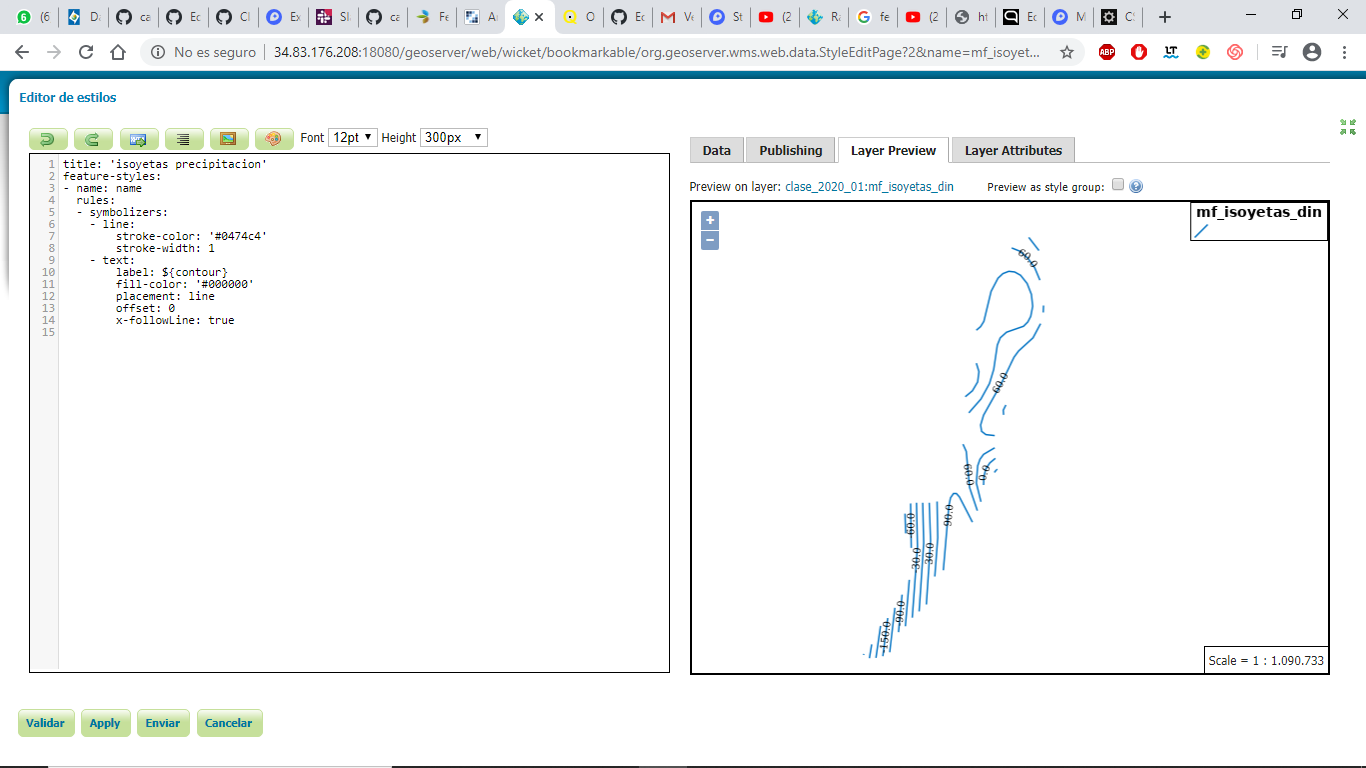 (6
D
ca
Ec
Cl
Ex
Sl
ca
Fe
A
O
Ec
Ve
St
(2
Ra
fe
(2
ht
Ec
M
C
No es seguro | 34.83.176.208:18080/geoserver/web/wicket/bookmarkable/org.geoserver.wms.web.data.StyleEditPage?2&name=mf_isoyet...
ABP
LT
Editor de estilos
Font 12pt Height 300px
1 title: 'isoyetas precipitacion'
2 feature-styles:
3 - name: name
4 rules:
5 - symbolizers:
6 - line:
7 stroke-color: '#0474c4'
8 stroke-width: 1
9 - text:
10 label: ${contour}
11 fill-color: '#000000'
12 placement: line
13 offset: 0
14 x-followLine: true
15
Data Publishing Layer Preview Layer Attributes
Preview on layer: clase_2020_01:mf_isoyetas_din Preview as style group:
+
−
mf_isoyetas_din
60.0
60.0
60.0
0.0
90.0
-60.0
-30.0
30.0
-90.0
-150.0
Scale = 1 : 1.090.733
Validar Apply Enviar Cancelar